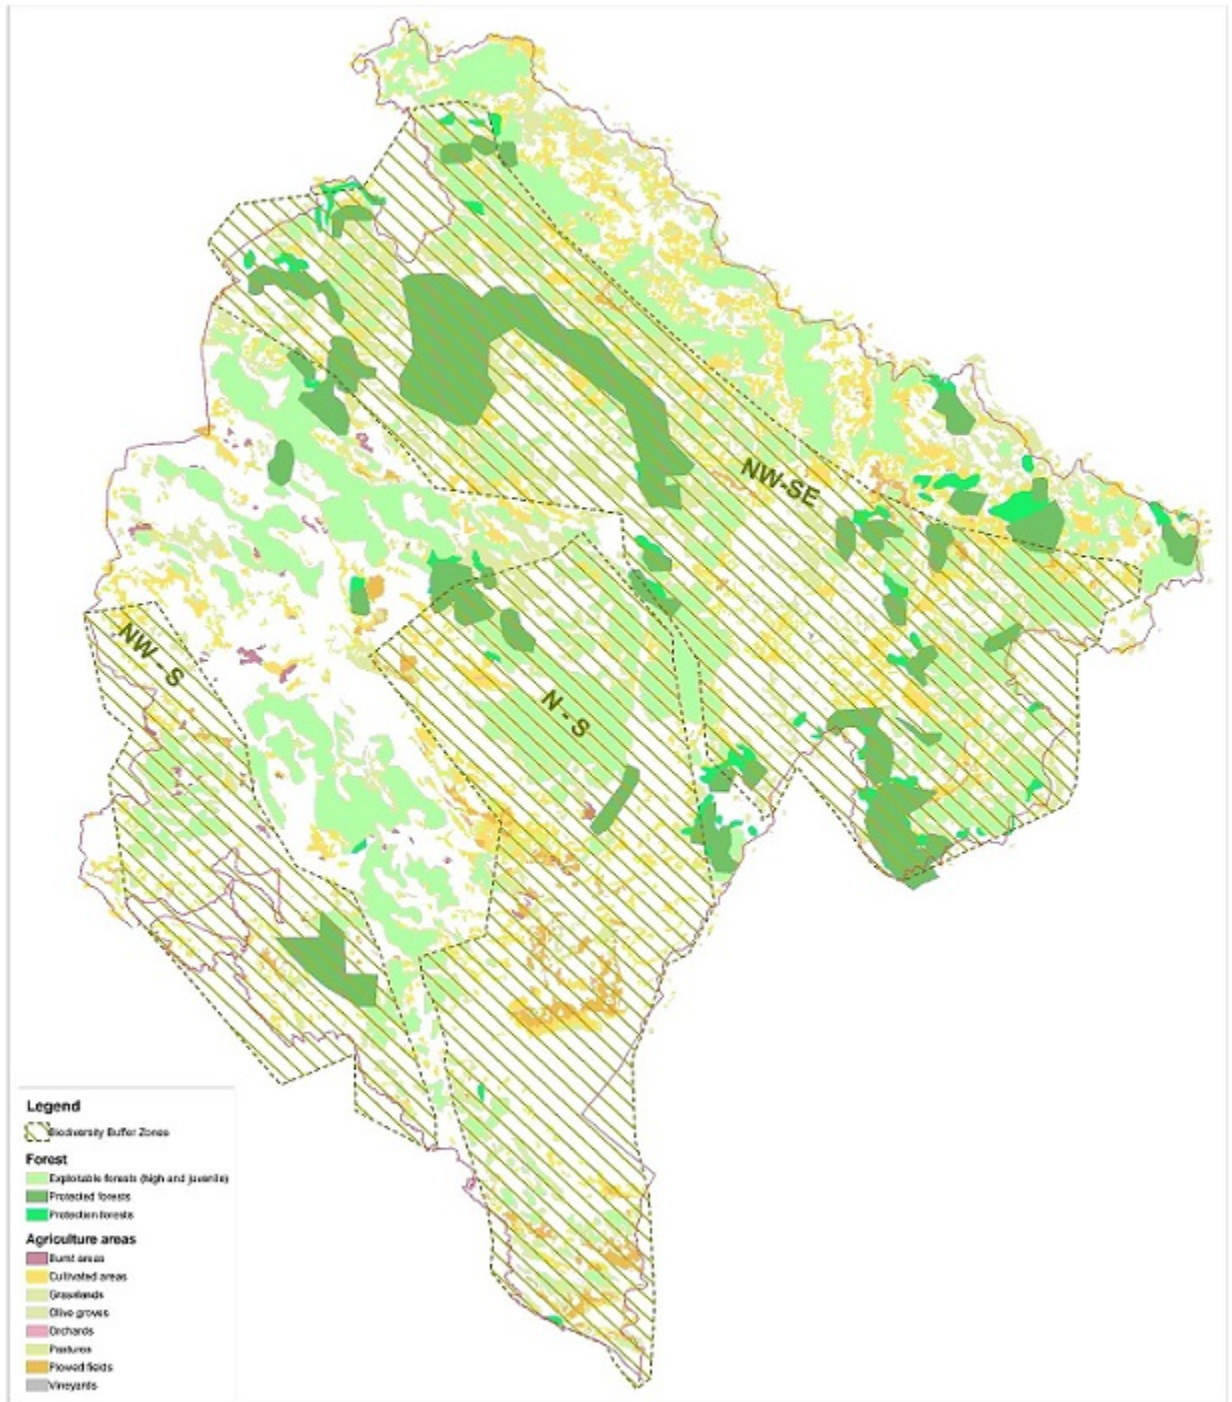 NW-SE
NW - S
N - S
Legend
Biodiversity Buffer Zones
Forest
Exploitable forests (high and juvenile)
Protected forests
Protection forests
Agriculture areas
Burnt areas
Cultivated areas
Grasslands
Olive groves
Orchards
Pastures
Plowed fields
Vineyards